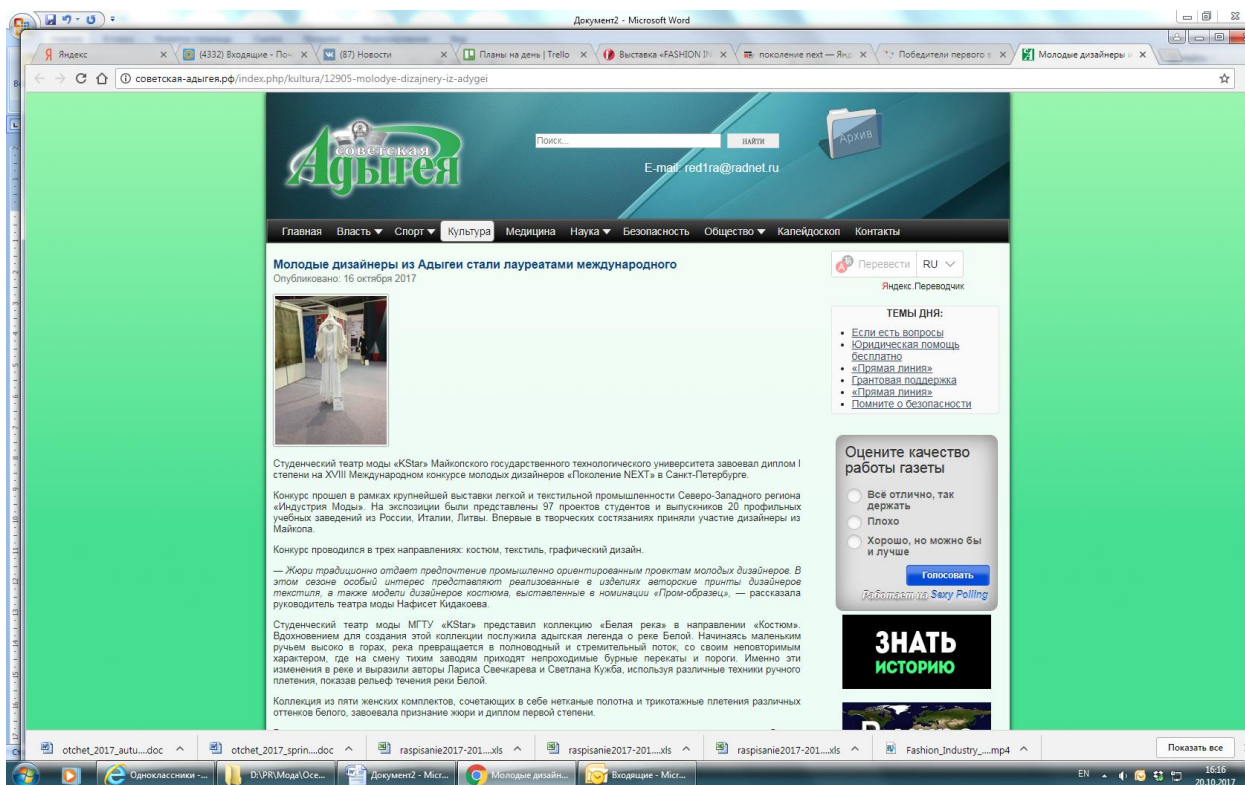 Документ2 - Microsoft Word
Яндекс
(4332) Входящие - По
(87) Новости
Планы на день | Trello
Выставка «FASHION IN
поколение next — Янд
Победители первого э
Молодые дизайнеры и
советская-адыгея.рф/index.php/kultura/12905-molodye-dizajnery-iz-adygei
СОВЕТСКАЯ
Адыгея
Поиск...
НАЙТИ
E-mail: red1ra@radnet.ru
Архив
Главная Власть Спорт Культура Медицина Наука Безопасность Общество Калейдоскоп Контакты
Молодые дизайнеры из Адыгеи стали лауреатами международного
Опубликовано: 16 октября 2017
Студенческий театр моды «KStar» Майкопского государственного технологического университета завоевал диплом I
степени на XVIII Международном конкурсе молодых дизайнеров «Поколение NEXT» в Санкт-Петербурге.
Конкурс прошел в рамках крупнейшей выставки легкой и текстильной промышленности Северо-Западного региона
«Индустрия Моды». На экспозиции были представлены 97 проектов студентов и выпускников 20 профильных
учебных заведений из России, Италии, Литвы. Впервые в творческих состязаниях приняли участие дизайнеры из
Майкопа.
Конкурс проводился в трех направлениях: костюм, текстиль, графический дизайн.
— Жюри традиционно отдает предпочтение промышленно ориентированным проектам молодых дизайнеров. В
этом сезоне особый интерес представляют реализованные в изделиях авторские принты дизайнеров
текстиля, а также модели дизайнеров костюма, выставленные в номинации «Пром-образец», — рассказала
руководитель театра моды Нафисет Кидакоева.
Студенческий театр моды МГТУ «KStar» представил коллекцию «Белая река» в направлении «Костюм».
Вдохновением для создания этой коллекции послужила адыгская легенда о реке Белой. Начинаясь маленьким
ручьем высоко в горах, река превращается в полноводный и стремительный поток, со своим неповторимым
характером, где на смену тихим заводям приходят непроходимые бурные перекаты и пороги. Именно эти
изменения в реке и выразили авторы Лариса Свечкарева и Светлана Кужба, используя различные техники ручного
плетения, показав рельеф течения реки Белой.
Коллекция из пяти женских комплектов, сочетающих в себе нетканые полотна и трикотажные плетения различных
оттенков белого, завоевала признание жюри и диплом первой степени.
Перевести RU
Яндекс.Переводчик
ТЕМЫ ДНЯ:
Если есть вопросы
Юридическая помощь
бесплатно
«Прямая линия»
Грантовая поддержка
«Прямая линия»
Помните о безопасности
Оцените качество
работы газеты
Всё отлично, так
держать
Плохо
Хорошо, но можно бы
и лучше
Голосовать
Работает на Sexy Polling
ЗНАТЬ
ИСТОРИЮ
otchet_2017_autu....doc
otchet_2017_sprin....doc
raspisanie2017-201....xls
raspisanie2017-201....xls
raspisanie2017-201....xls
Fashion_Industry_....mp4
Показать все
Одноклассники -...
D:\PR\Мода\Осе...
Документ2 - Micr...
Молодые дизайн...
Входящие - Micr...
EN
16:16
20.10.2017